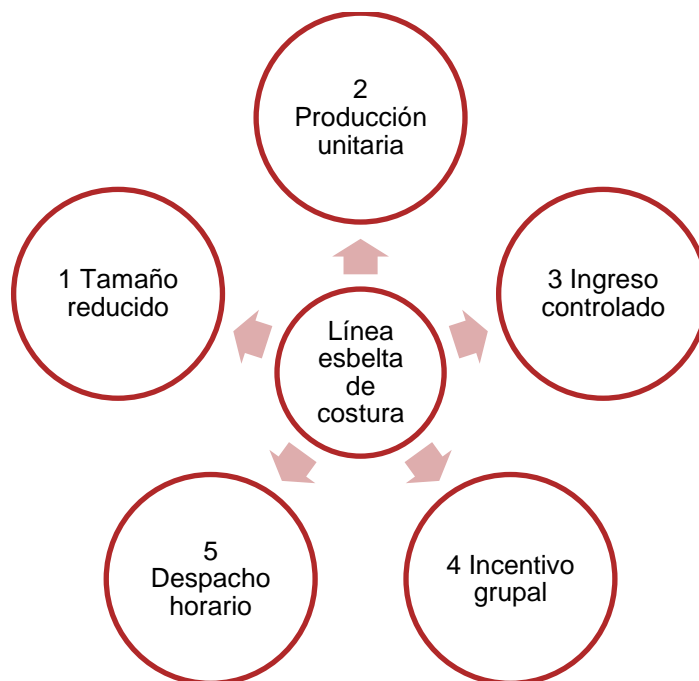 2
Producción
unitaria
1 Tamaño
reducido
3 Ingreso
controlado
Línea
esbelta
de
costura
5
Despacho
horario
4 Incentivo
grupal